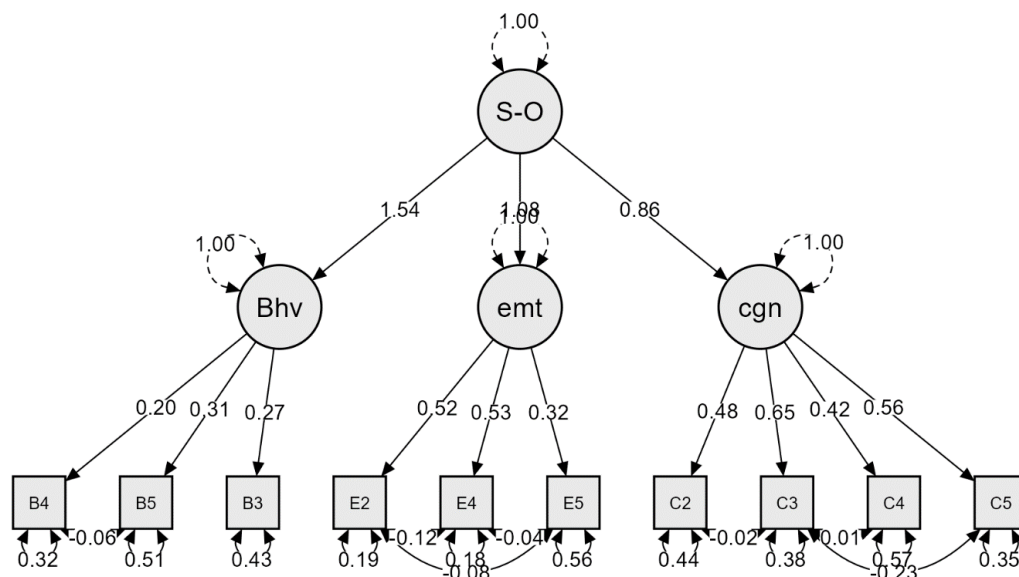 1.00
S-O
1.54 1.08 0.86
1.00 1.00 1.00
Bhv emt cgn
0.20 0.31 0.27 0.52 0.53 0.32 0.48 0.65 0.42 0.56
B4 B5 B3 E2 E4 E5 C2 C3 C4 C5
-0.06 -0.12 -0.04 -0.02 0.01
0.32 0.51 0.43 0.19 0.18 0.56 0.44 0.38 0.57 0.35
-0.08 -0.23